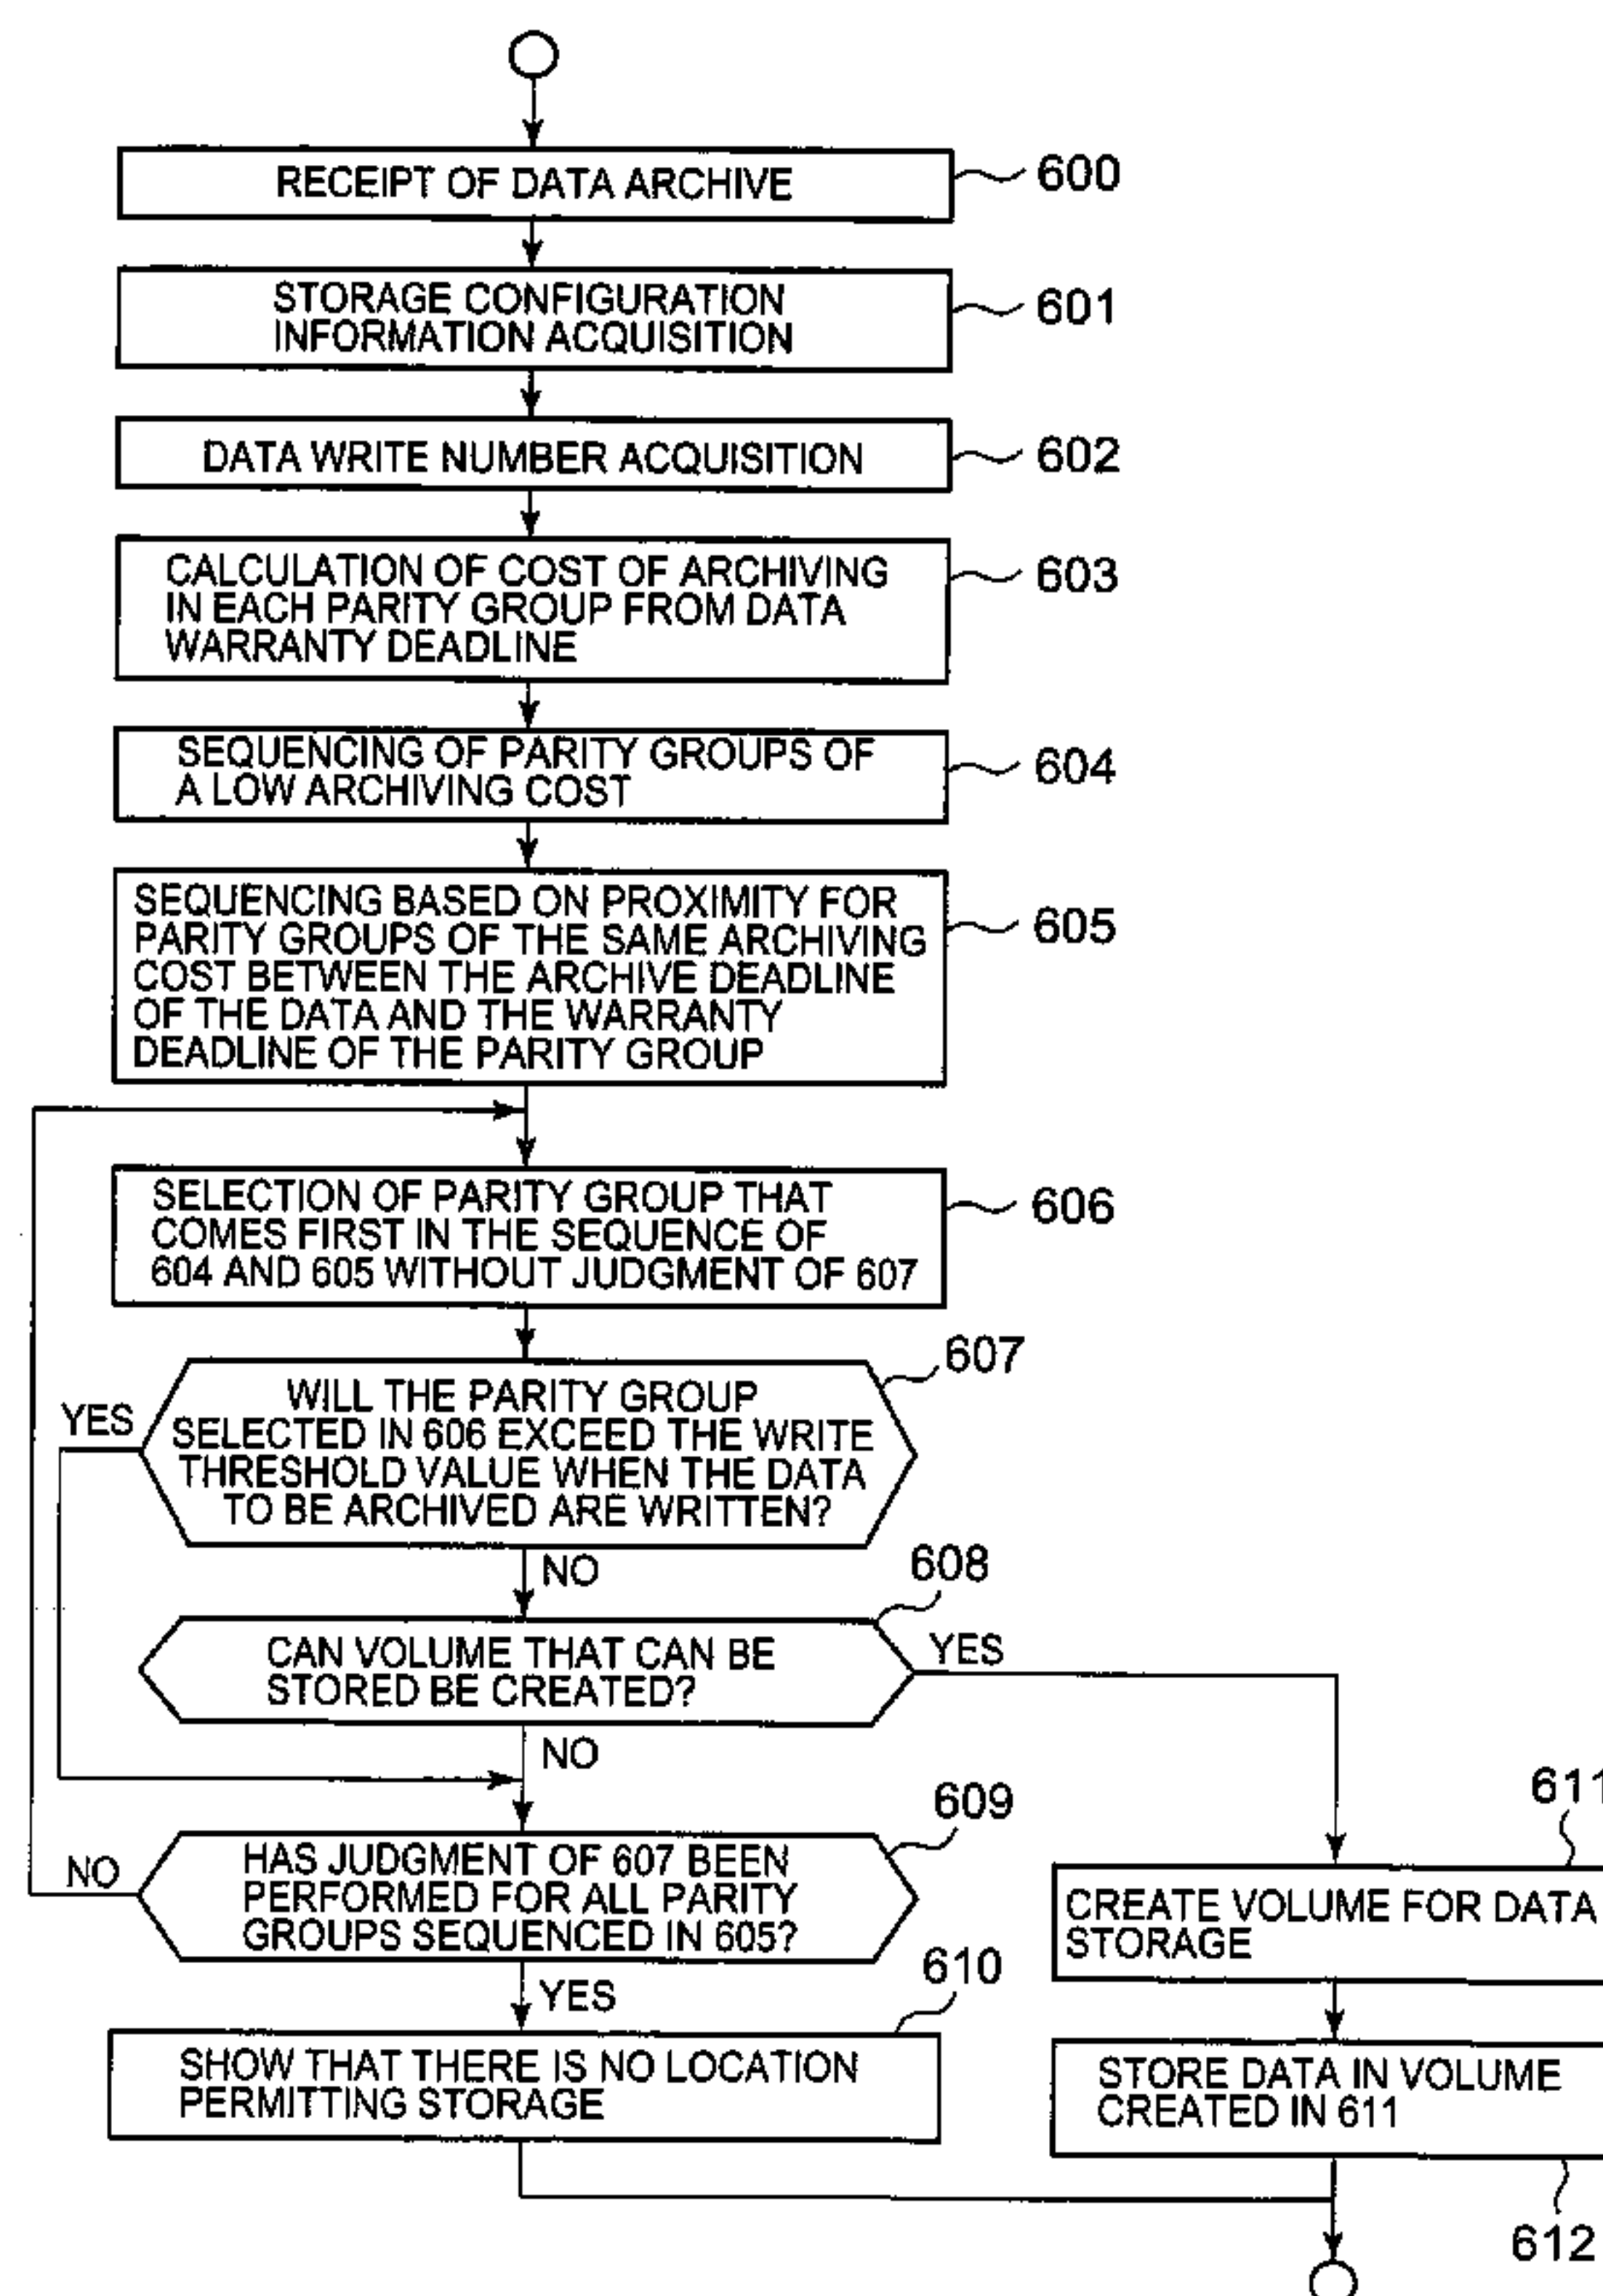 RECEIPT OF DATA ARCHIVE
600
STORAGE CONFIGURATION
INFORMATION ACQUISITION
601
DATA WRITE NUMBER ACQUISITION
602
CALCULATION OF COST OF ARCHIVING
IN EACH PARITY GROUP FROM DATA
WARRANTY DEADLINE
603
SEQUENCING OF PARITY GROUPS OF
A LOW ARCHIVING COST
604
SEQUENCING BASED ON PROXIMITY FOR
PARITY GROUPS OF THE SAME ARCHIVING
COST BETWEEN THE ARCHIVE DEADLINE
OF THE DATA AND THE WARRANTY
DEADLINE OF THE PARITY GROUP
605
SELECTION OF PARITY GROUP THAT
COMES FIRST IN THE SEQUENCE OF
604 AND 605 WITHOUT JUDGMENT OF 607
606
607
WILL THE PARITY GROUP
SELECTED IN 606 EXCEED THE WRITE
THRESHOLD VALUE WHEN THE DATA
TO BE ARCHIVED ARE WRITTEN?
YES
NO
608
CAN VOLUME THAT CAN BE
STORED BE CREATED?
YES
NO
609
HAS JUDGMENT OF 607 BEEN
PERFORMED FOR ALL PARITY
GROUPS SEQUENCED IN 605?
NO
YES
610
SHOW THAT THERE IS NO LOCATION
PERMITTING STORAGE
611
CREATE VOLUME FOR DATA
STORAGE
STORE DATA IN VOLUME
CREATED IN 611
612